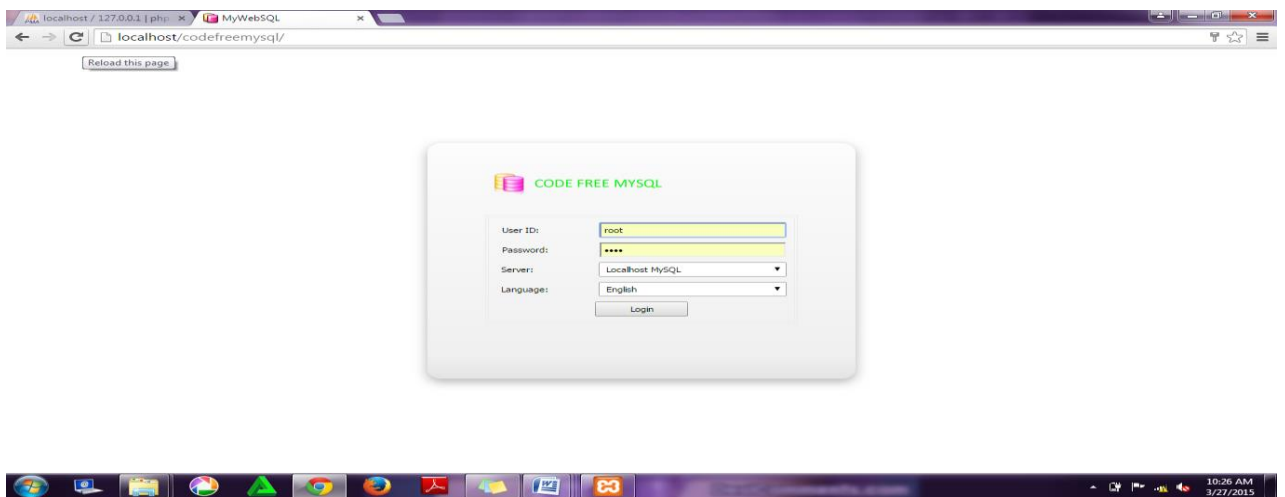 localhost / 127.0.0.1 | php
MyWebSQL
localhost/codefreemysql/
Reload this page
CODE FREE MYSQL
User ID:
root
Password:
••••
Server:
Localhost MySQL
Language:
English
Login
10:26 AM
3/27/2015